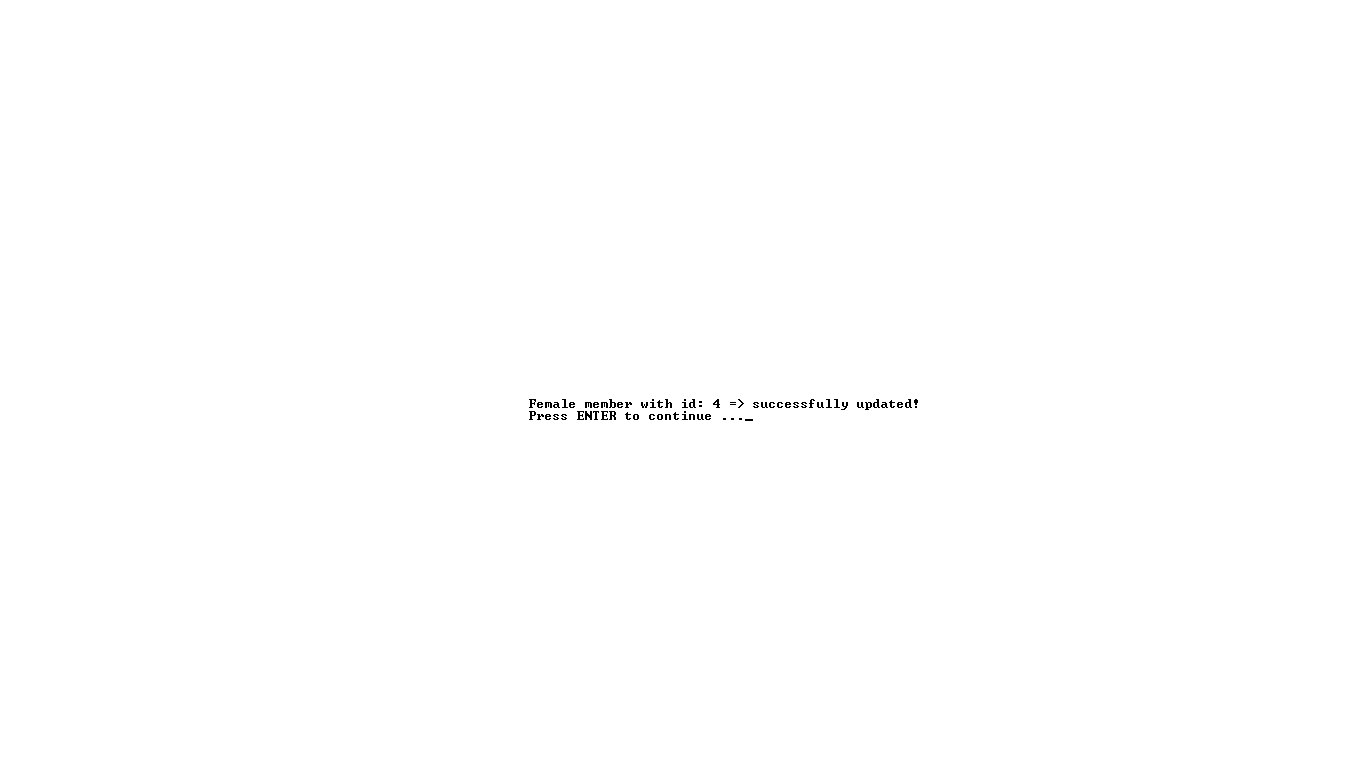 Female member with id: 4 => successfully updated!
Press ENTER to continue ..._